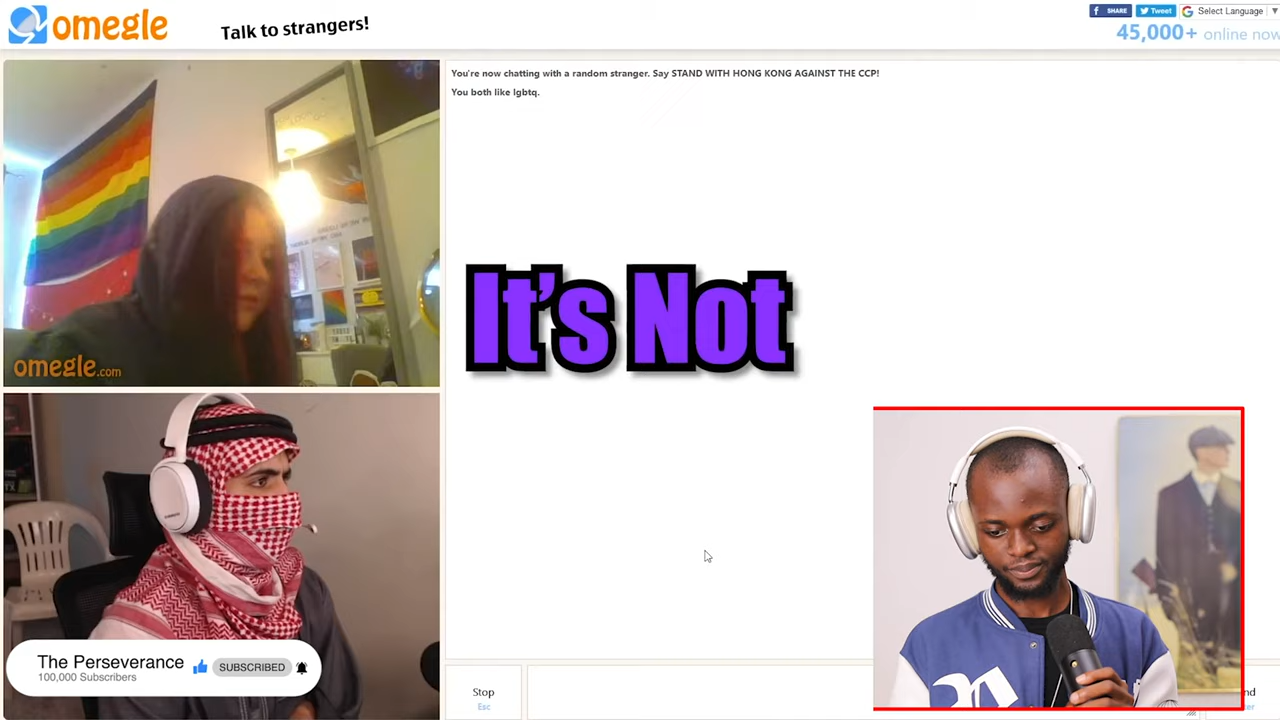 omegle
Talk to strangers!
SHARE
Tweet
Select Language
45,000+ online now
You're now chatting with a random stranger. Say STAND WITH HONG KONG AGAINST THE CCP!
You both like lgbtq.
omegle.com
It's Not
The Perseverance
SUBSCRIBED
100,000 Subscribers
Stop
Esc